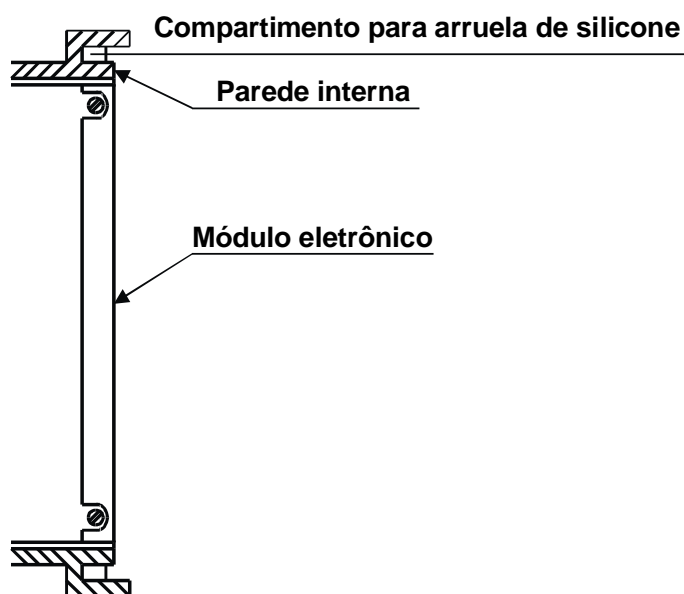 Compartimento para arruela de silicone
Parede interna
Módulo eletrônico